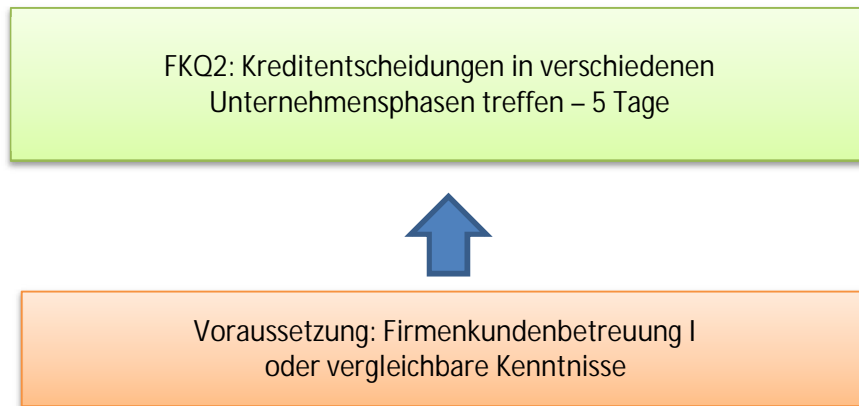 FKQ2: Kreditentscheidungen in verschiedenen
Unternehmensphasen treffen – 5 Tage
Voraussetzung: Firmenkundenbetreuung I
oder vergleichbare Kenntnisse